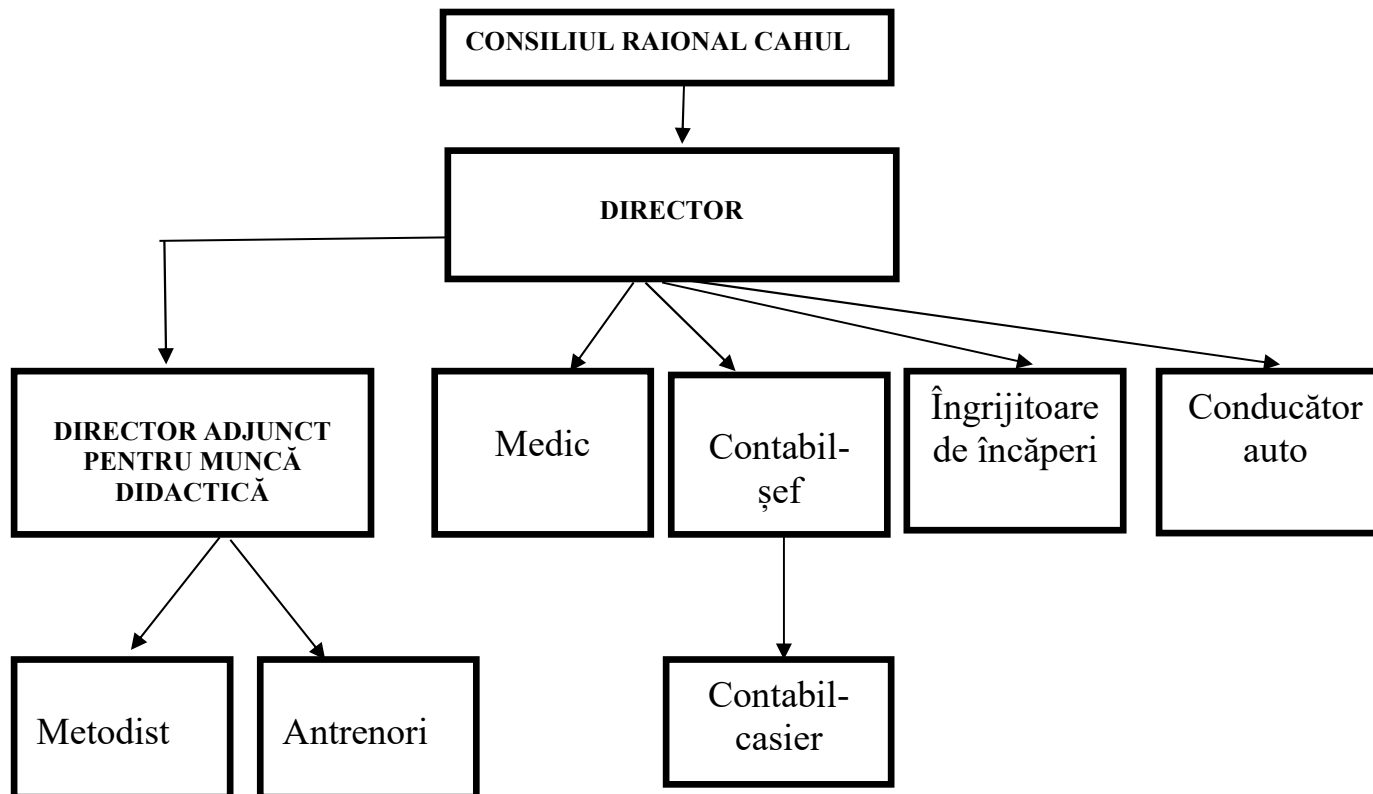 CONSILIUL RAIONAL CAHUL
DIRECTOR
DIRECTOR ADJUNCT
PENTRU MUNCĂ
DIDACTICĂ
Medic
Contabil-
șef
Îngrijitoare
de încăperi
Conducător
auto
Metodist
Antrenori
Contabil-
casier